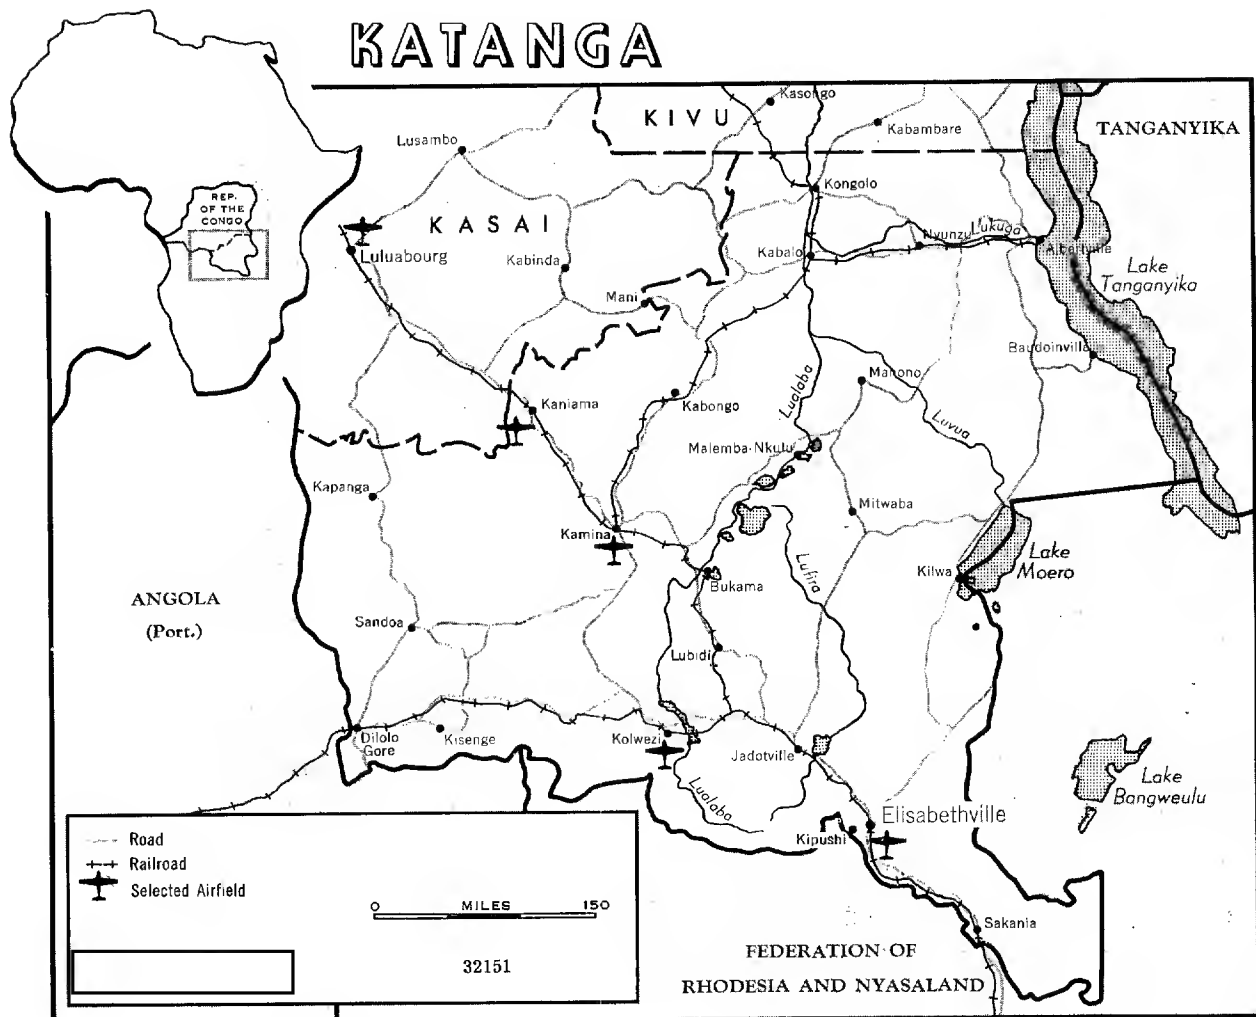 KATANGA
REP.
OF THE
CONGO
KIVU
Kasongo
Kabambare
TANGANYIKA
Lusambo
Kongolo
KASAI
Luluabourg
Kabinda
Kabalo
Nyunzu
Lukuga
Albertville
Lake
Tanganyika
Mani
Baudoinville
Kaniama
Kabongo
Lualaba
Manono
Luvua
Malemba-Nkulu
Kapanga
Mitwaba
Kamina
Lake
Moero
Kilwa
Bukama
Lufira
ANGOLA
(Port.)
Sandoa
Lubidi
Dilolo
Gore
Kisenge
Kolwezi
Jadotville
Lualaba
Lake
Bangweulu
Elisabethville
Kipushi
Sakania
Road
Railroad
Selected Airfield
0 MILES 150
32151
FEDERATION OF
RHODESIA AND NYASALAND